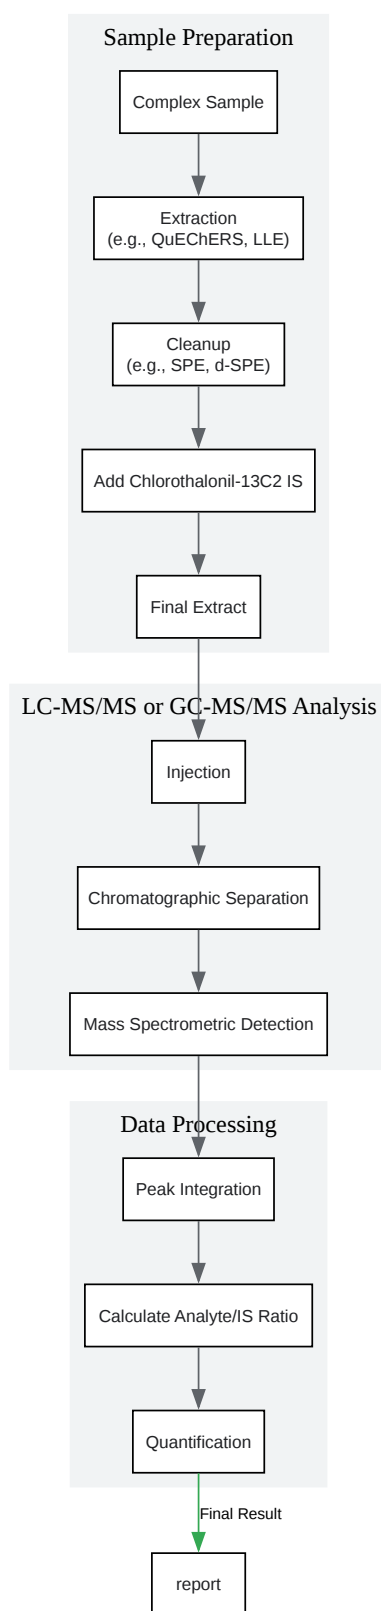 Sample Preparation
Complex Sample
Extraction
(e.g., QuEChERS, LLE)
Cleanup
(e.g., SPE, d-SPE)
Add Chlorothalonil-13C2 IS
Final Extract
LC-MS/MS or GC-MS/MS Analysis
Injection
Chromatographic Separation
Mass Spectrometric Detection
Data Processing
Peak Integration
Calculate Analyte/IS Ratio
Quantification
Final Result
report